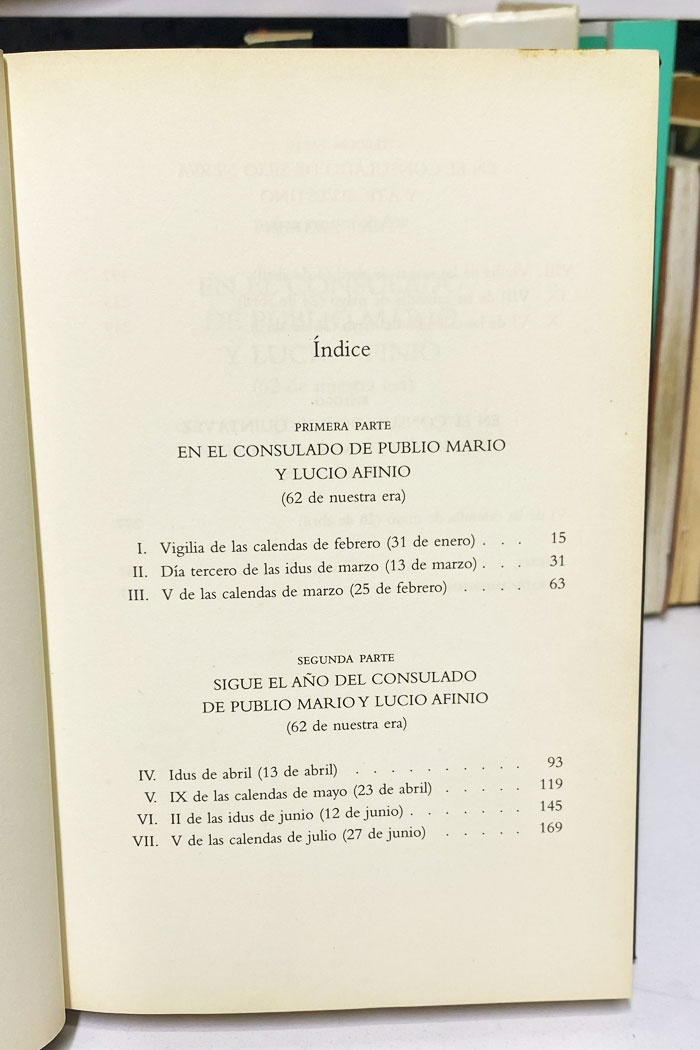 Índice
PRIMERA PARTE
EN EL CONSULADO DE PUBLIO MARIO
Y LUCIO AFINIO
(62 de nuestra era)
I. Vigilia de las calendas de febrero (31 de enero) . . . 15
II. Día tercero de las idus de marzo (13 de marzo) . . . 31
III. V de las calendas de marzo (25 de febrero) . . . . 63
SEGUNDA PARTE
SIGUE EL AÑO DEL CONSULADO
DE PUBLIO MARIO Y LUCIO AFINIO
(62 de nuestra era)
IV. Idus de abril (13 de abril) . . . . . . . . . . 93
V. IX de las calendas de mayo (23 de abril) . . . . . 119
VI. II de las idus de junio (12 de junio) . . . . . . 145
VII. V de las calendas de julio (27 de junio) . . . . . 169